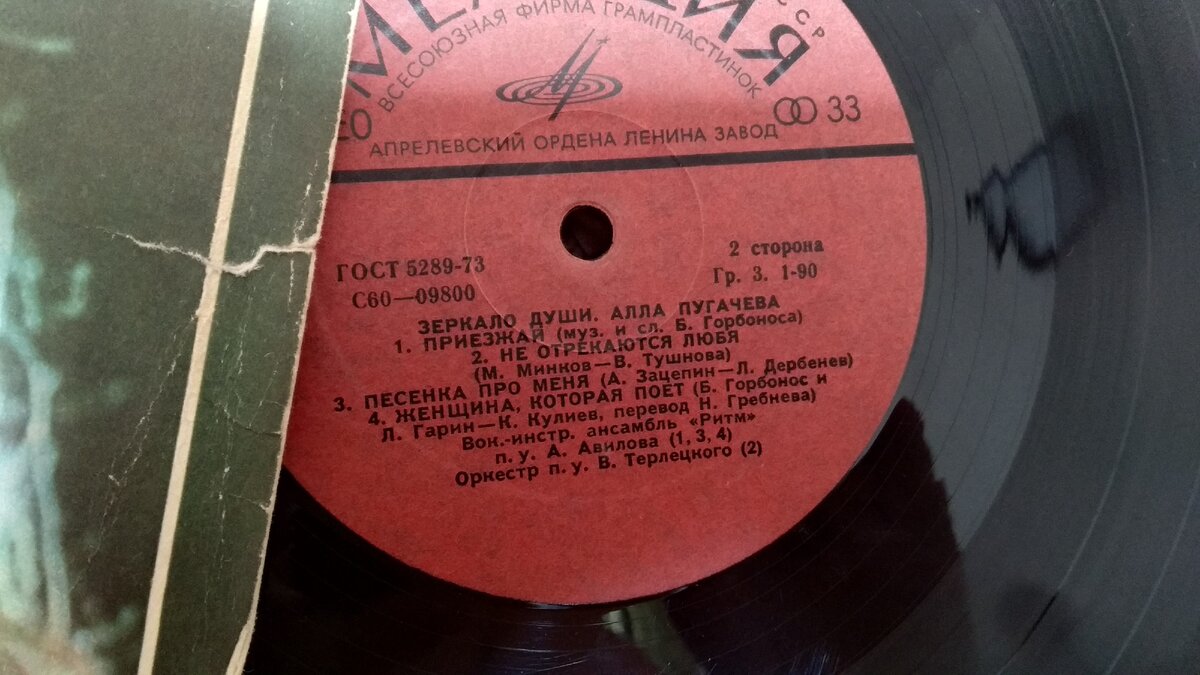 СССР
МЕЛОДИЯ
ВСЕСОЮЗНАЯ ФИРМА ГРАМПЛАСТИНОК
33
АПРЕЛЕВСКИЙ ОРДЕНА ЛЕНИНА ЗАВОД
ГОСТ 5289-73
2 сторона
С60—09800
Гр. 3. 1-90
ЗЕРКАЛО ДУШИ. АЛЛА ПУГАЧЕВА
1. ПРИЕЗЖАЙ (муз. и сл. Б. Горбоноса)
2. НЕ ОТРЕКАЮТСЯ ЛЮБЯ
(М. Минков—В. Тушнова)
3. ПЕСЕНКА ПРО МЕНЯ (А. Зацепин—Л. Дербенев)
4. ЖЕНЩИНА, КОТОРАЯ ПОЕТ (Б. Горбонос и
Л. Гарин—К. Кулиев, перевод Н. Гребнева)
Вок.-инстр. ансамбль «Ритм»
п. у. А. Авилова (1, 3, 4)
Оркестр п. у. В. Терлецкого (2)